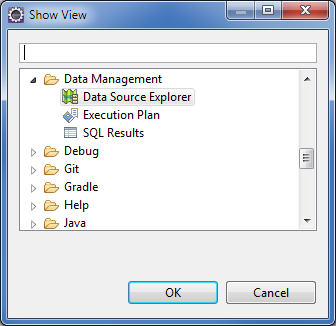 Show View
Data Management
Data Source Explorer
Execution Plan
SQL Results
Debug
Git
Gradle
Help
Java
OK
Cancel